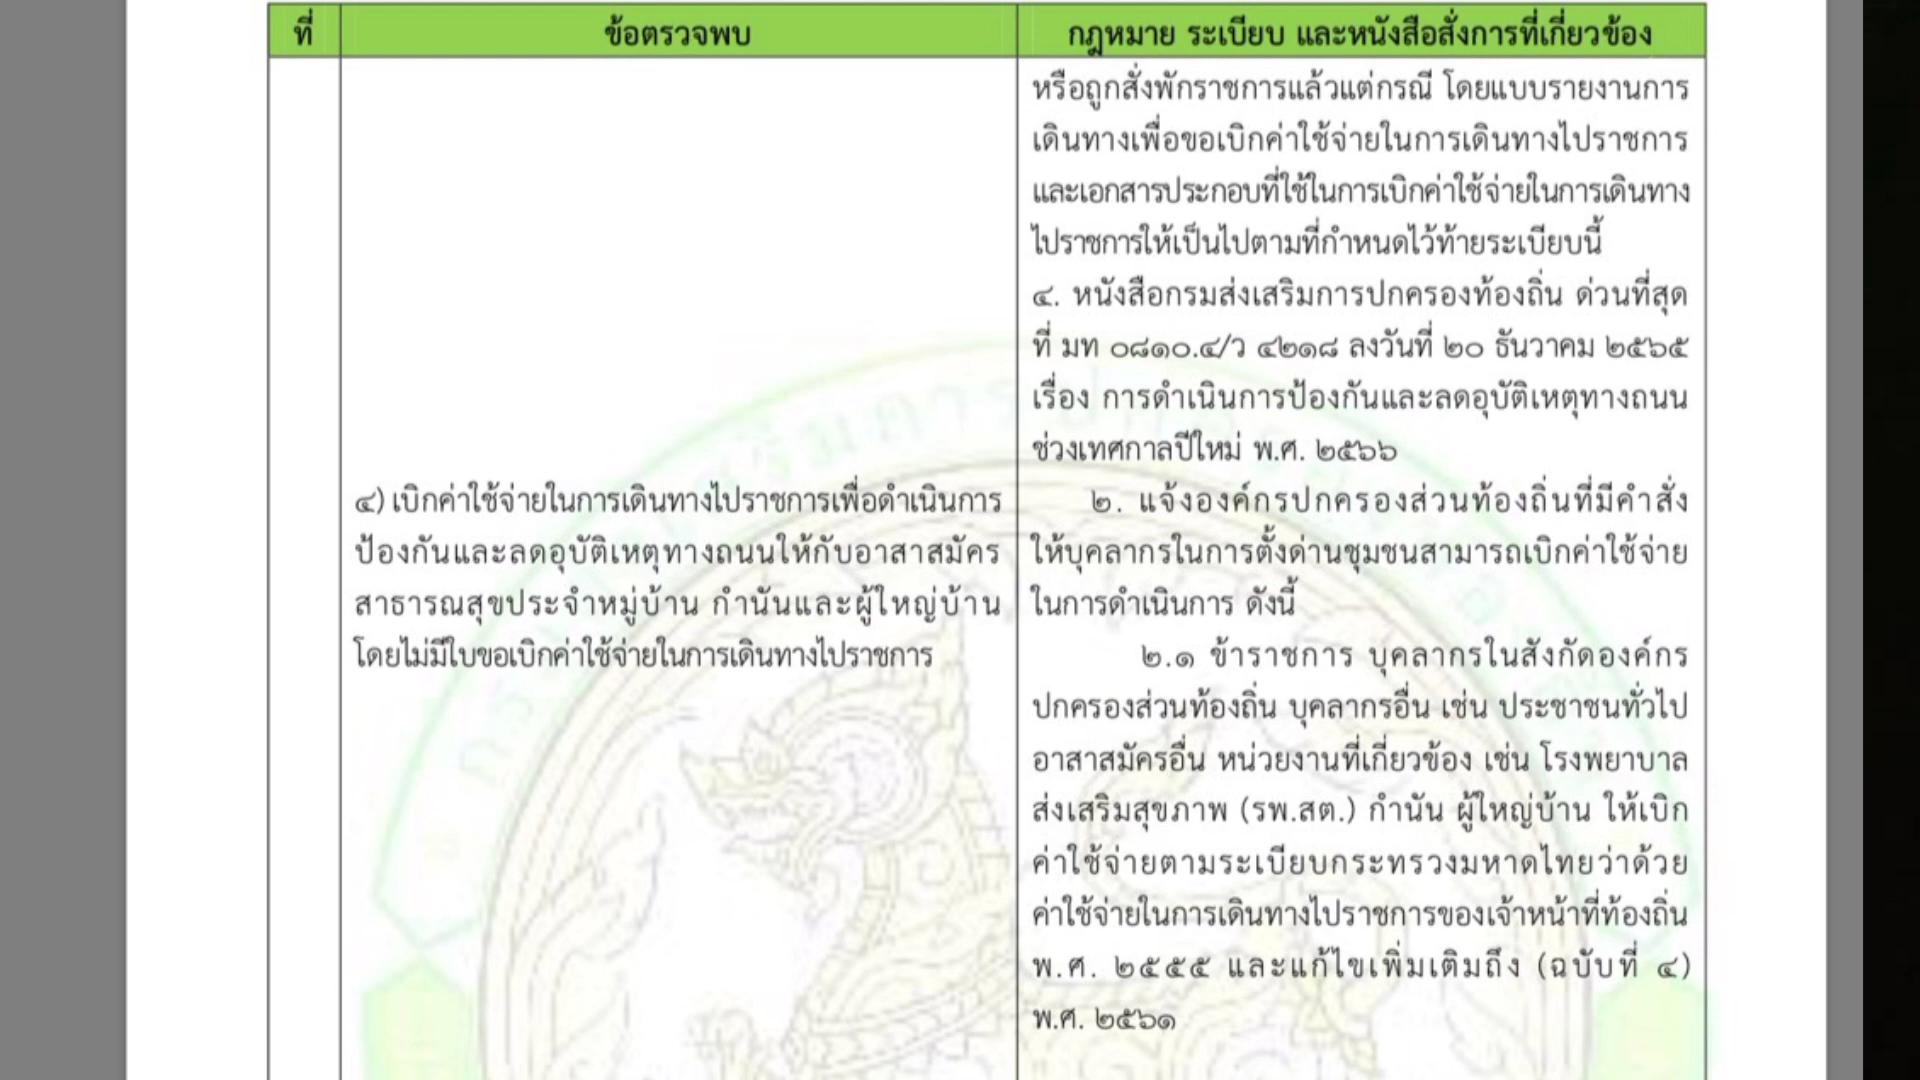 ที่
ข้อตรวจพบ
กฎหมาย ระเบียบ และหนังสือสั่งการที่เกี่ยวข้อง
๔) เบิกค่าใช้จ่ายในการเดินทางไปราชการเพื่อดำเนินการ
ป้องกันและลดอุบัติเหตุทางถนนให้กับอาสาสมัคร
สาธารณสุขประจำหมู่บ้าน กำนันและผู้ใหญ่บ้าน
โดยไม่มีใบขอเบิกค่าใช้จ่ายในการเดินทางไปราชการ
หรือถูกสั่งพักราชการแล้วแต่กรณี โดยแบบรายงานการ
เดินทางเพื่อขอเบิกค่าใช้จ่ายในการเดินทางไปราชการ
และเอกสารประกอบที่ใช้ในการเบิกค่าใช้จ่ายในการเดินทาง
ไปราชการให้เป็นไปตามที่กำหนดไว้ท้ายระเบียบนี้
๔. หนังสือกรมส่งเสริมการปกครองท้องถิ่น ด่วนที่สุด
ที่ มท ๐๘๑๐.๔/ว ๔๒๑๘ ลงวันที่ ๒๐ ธันวาคม ๒๕๖๕
เรื่อง การดำเนินการป้องกันและลดอุบัติเหตุทางถนน
ช่วงเทศกาลปีใหม่ พ.ศ. ๒๕๖๖
๒. แจ้งองค์กรปกครองส่วนท้องถิ่นที่มีคำสั่ง
ให้บุคลากรในการตั้งด่านชุมชนสามารถเบิกค่าใช้จ่าย
ในการดำเนินการ ดังนี้
๒.๑ ข้าราชการ บุคลากรในสังกัดองค์กร
ปกครองส่วนท้องถิ่น บุคลากรอื่น เช่น ประชาชนทั่วไป
อาสาสมัครอื่น หน่วยงานที่เกี่ยวข้อง เช่น โรงพยาบาล
ส่งเสริมสุขภาพ (รพ.สต.) กำนัน ผู้ใหญ่บ้าน ให้เบิก
ค่าใช้จ่ายตามระเบียบกระทรวงมหาดไทยว่าด้วย
ค่าใช้จ่ายในการเดินทางไปราชการของเจ้าหน้าที่ท้องถิ่น
พ.ศ. ๒๕๕๕ และแก้ไขเพิ่มเติมถึง (ฉบับที่ ๔)
พ.ศ. ๒๕๖๑